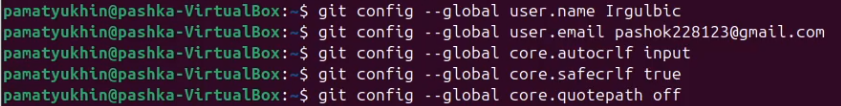 pamatyukhin@pashka-VirtualBox:~$ git config --global user.name Irgulbic
pamatyukhin@pashka-VirtualBox:~$ git config --global user.email pashok228123@gmail.com
pamatyukhin@pashka-VirtualBox:~$ git config --global core.autocrlf input
pamatyukhin@pashka-VirtualBox:~$ git config --global core.safecrlf true
pamatyukhin@pashka-VirtualBox:~$ git config --global core.quotepath off